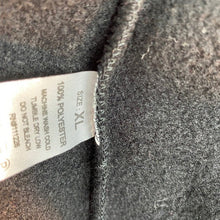 SIZE: XL
100% POLYESTER
MACHINE WASH COLD
TUMBLE DRY LOW
DO NOT BLEACH